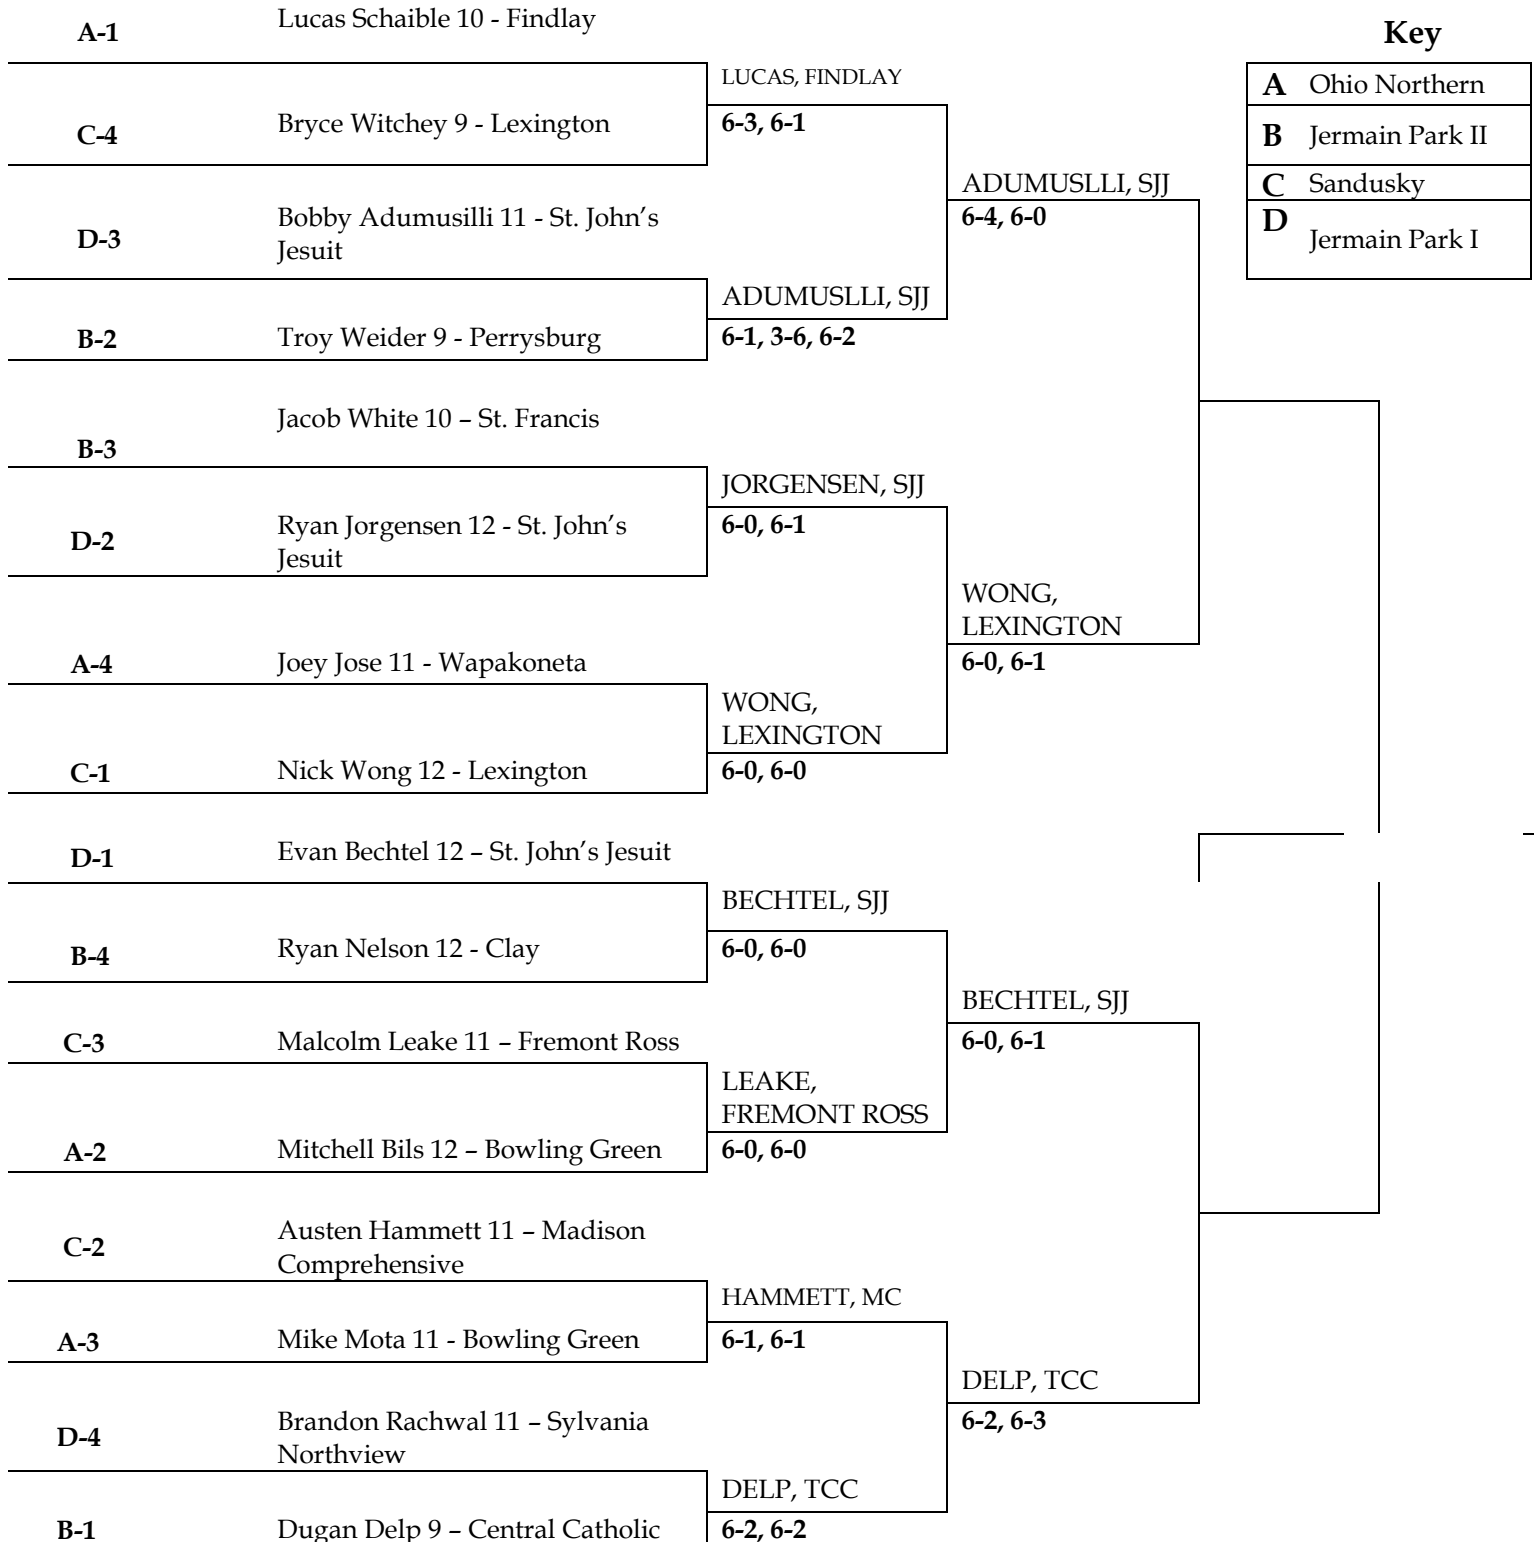 A-1 Lucas Schaible 10 - Findlay
Key
LUCAS, FINDLAY
A Ohio Northern
C-4 Bryce Witchey 9 - Lexington
6-3, 6-1
B Jermain Park II
ADUMUSLLI, SJJ
C Sandusky
D-3 Bobby Adumusilli 11 - St. John's
Jesuit
6-4, 6-0
D Jermain Park I
ADUMUSLLI, SJJ
B-2 Troy Weider 9 - Perrysburg
6-1, 3-6, 6-2
B-3 Jacob White 10 – St. Francis
JORGENSEN, SJJ
D-2 Ryan Jorgensen 12 - St. John's
Jesuit
6-0, 6-1
WONG,
LEXINGTON
A-4 Joey Jose 11 - Wapakoneta
6-0, 6-1
WONG,
LEXINGTON
C-1 Nick Wong 12 - Lexington
6-0, 6-0
D-1 Evan Bechtel 12 – St. John's Jesuit
BECHTEL, SJJ
B-4 Ryan Nelson 12 - Clay
6-0, 6-0
BECHTEL, SJJ
C-3 Malcolm Leake 11 – Fremont Ross
6-0, 6-1
LEAKE,
FREMONT ROSS
A-2 Mitchell Bils 12 – Bowling Green
6-0, 6-0
C-2 Austen Hammett 11 – Madison
Comprehensive
HAMMETT, MC
A-3 Mike Mota 11 - Bowling Green
6-1, 6-1
DELP, TCC
D-4 Brandon Rachwal 11 – Sylvania
Northview
6-2, 6-3
DELP, TCC
B-1 Dugan Delp 9 – Central Catholic
6-2, 6-2